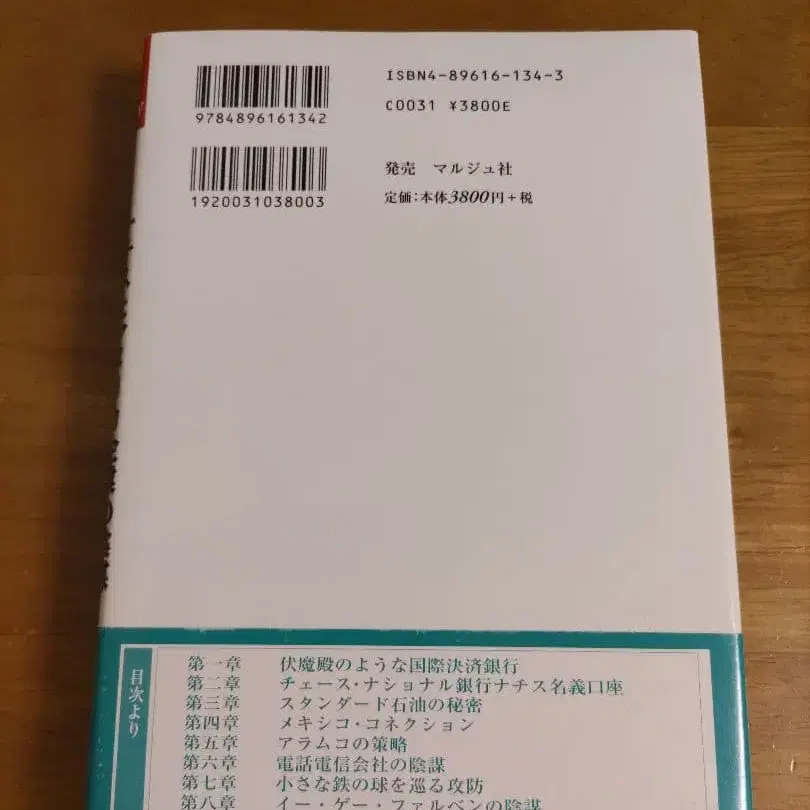 9784896161342
ISBN4-89616-134-3
C0031 ¥3800E
1920031038003
発売 マルジュ社
定価：本体3800円+税
目次より
第一章 伏魔殿のような国際決済銀行
第二章 チェース・ナショナル銀行ナチス名義口座
第三章 スタンダード石油の秘密
第四章 メキシコ・コネクション
第五章 アラムコの策略
第六章 電話電信会社の陰謀
第七章 小さな鉄の球を巡る攻防
第八章 イー・ゲー・ファルベンの陰謀